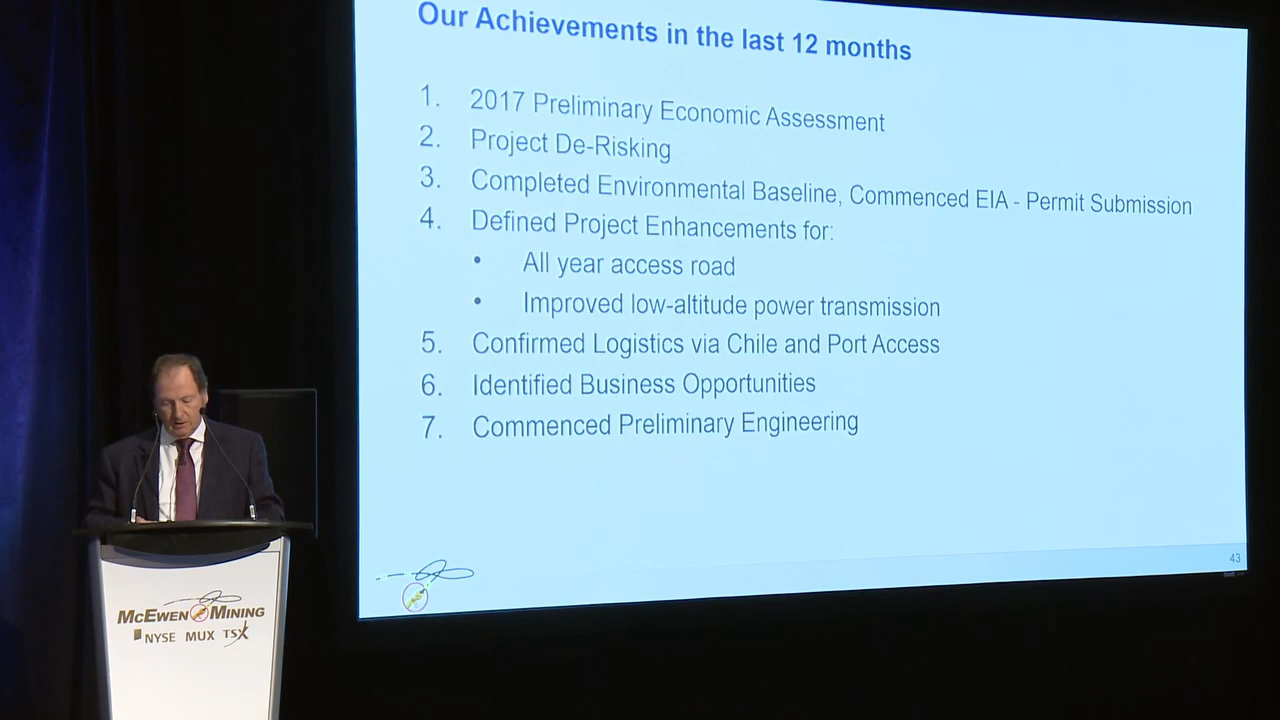 Our Achievements in the last 12 months
1. 2017 Preliminary Economic Assessment
2. Project De-Risking
3. Completed Environmental Baseline, Commenced EIA - Permit Submission
4. Defined Project Enhancements for:
• All year access road
• Improved low-altitude power transmission
5. Confirmed Logistics via Chile and Port Access
6. Identified Business Opportunities
7. Commenced Preliminary Engineering
43
McEWEN MINING
NYSE MUX TSX